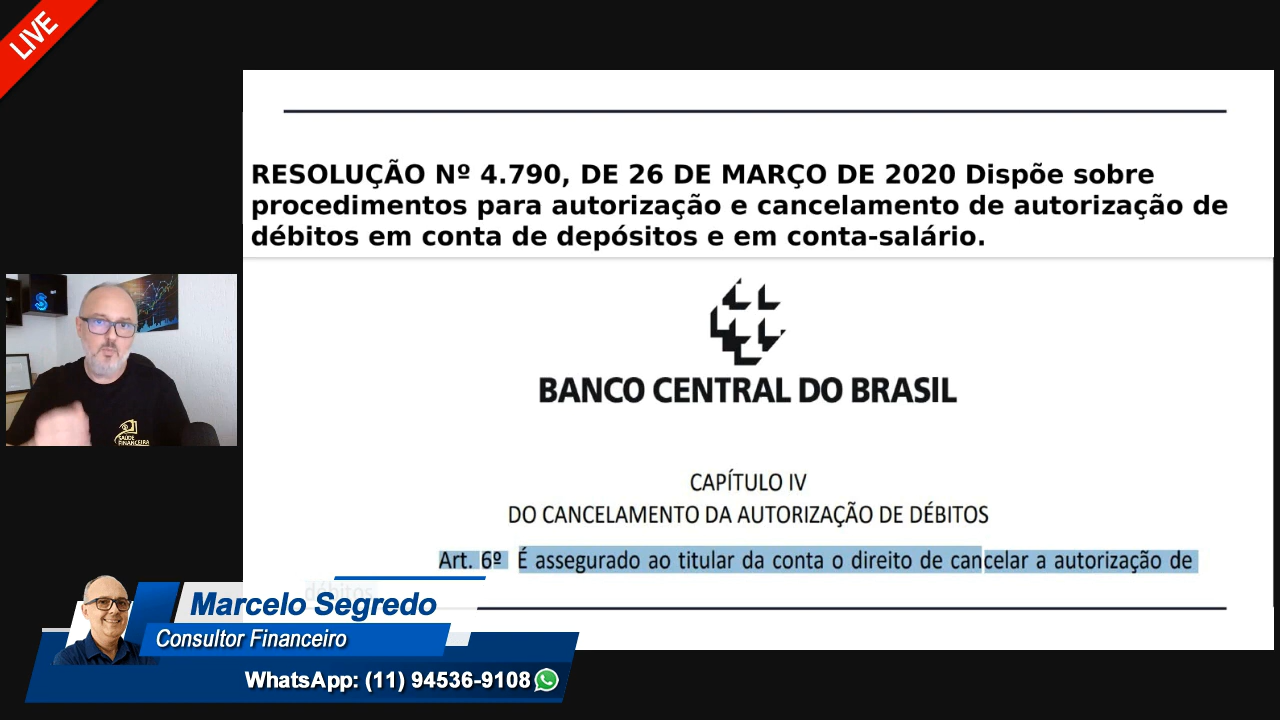 LIVE
RESOLUÇÃO Nº 4.790, DE 26 DE MARÇO DE 2020 Dispõe sobre
procedimentos para autorização e cancelamento de autorização de
débitos em conta de depósitos e em conta-salário.
BANCO CENTRAL DO BRASIL
CAPÍTULO IV
DO CANCELAMENTO DA AUTORIZAÇÃO DE DÉBITOS
Art. 6º É assegurado ao titular da conta o direito de cancelar a autorização de
débitos.
SAÚDE
FINANCEIRA
Marcelo Segredo
Consultor Financeiro
WhatsApp: (11) 94536-9108